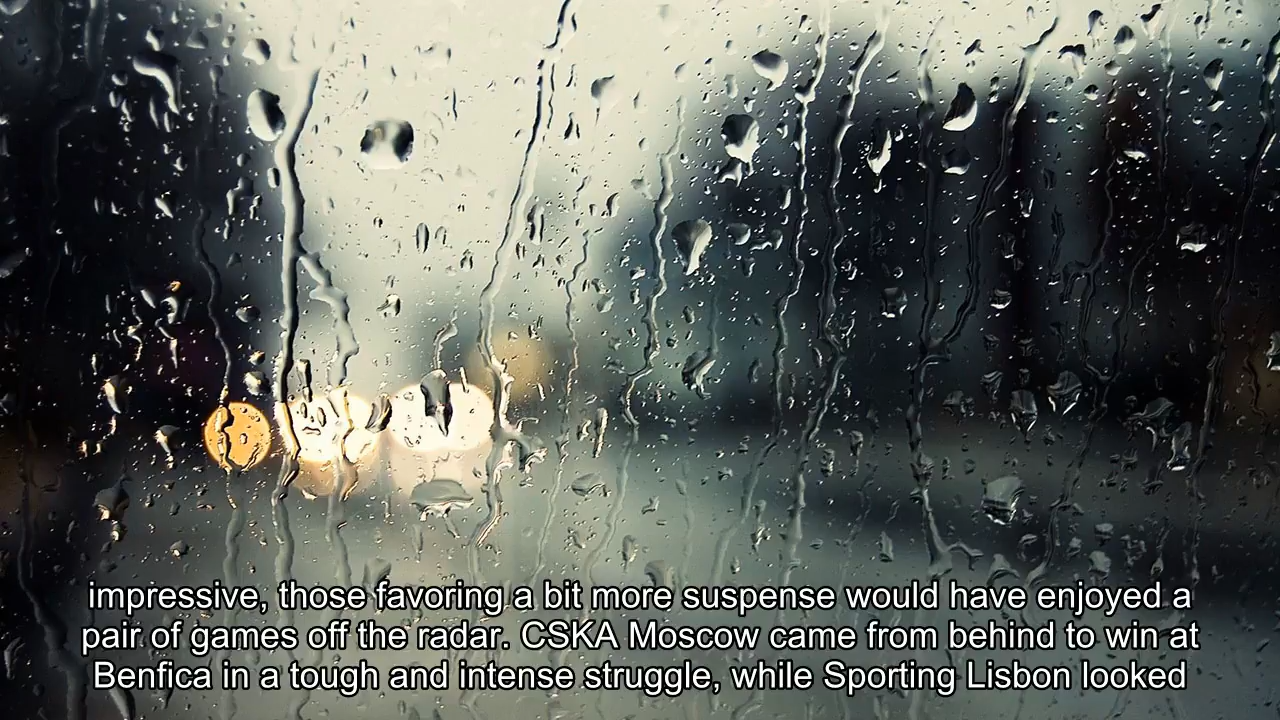 impressive, those favoring a bit more suspense would have enjoyed a
pair of games off the radar. CSKA Moscow came from behind to win at
Benfica in a tough and intense struggle, while Sporting Lisbon looked